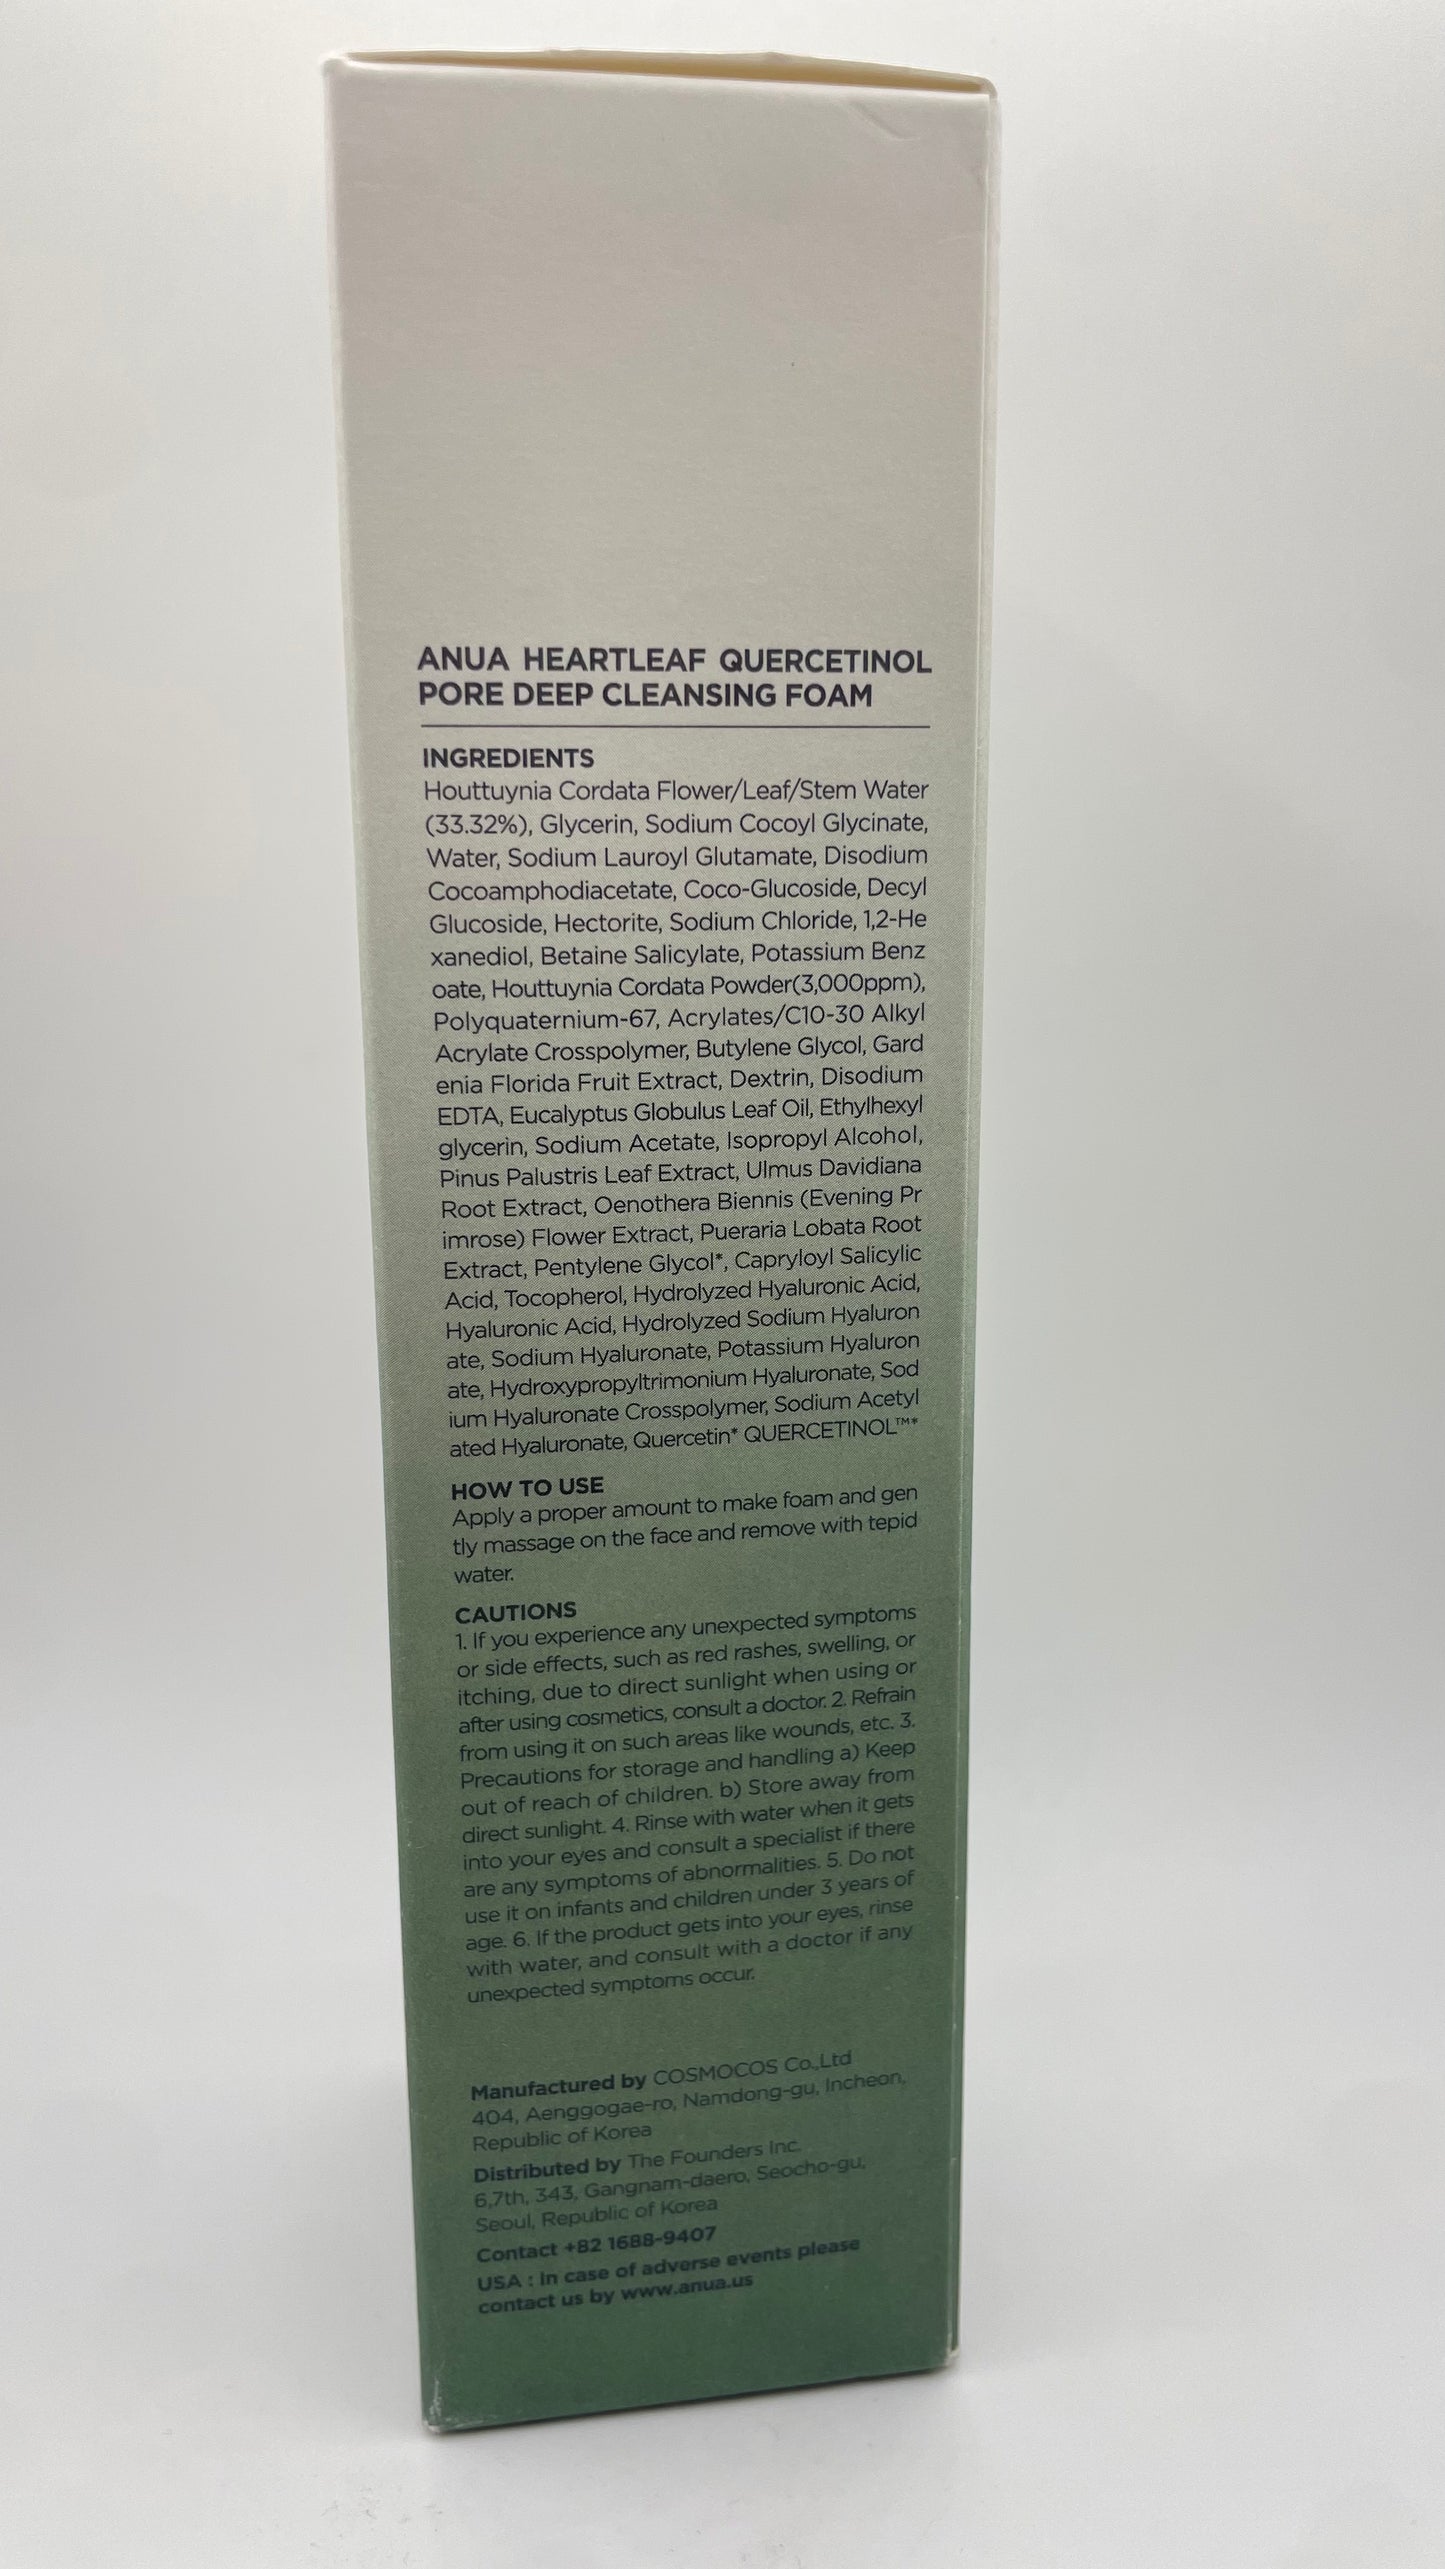 ANUA HEARTLEAF QUERCETINOL
PORE DEEP CLEANSING FOAM
INGREDIENTS
Houttuynia Cordata Flower/Leaf/Stem Water
(33.32%), Glycerin, Sodium Cocoyl Glycinate,
Water, Sodium Lauroyl Glutamate, Disodium
Cocoamphodiacetate, Coco-Glucoside, Decyl
Glucoside, Hectorite, Sodium Chloride, 1,2-He
xanediol, Betaine Salicylate, Potassium Benz
oate, Houttuynia Cordata Powder(3,000ppm),
Polyquaternium-67, Acrylates/C10-30 Alkyl
Acrylate Crosspolymer, Butylene Glycol, Gard
enia Florida Fruit Extract, Dextrin, Disodium
EDTA, Eucalyptus Globulus Leaf Oil, Ethylhexyl
glycerin, Sodium Acetate, Isopropyl Alcohol,
Pinus Palustris Leaf Extract, Ulmus Davidiana
Root Extract, Oenothera Biennis (Evening Pr
imrose) Flower Extract, Pueraria Lobata Root
Extract, Pentylene Glycol*, Capryloyl Salicylic
Acid, Tocopherol, Hydrolyzed Hyaluronic Acid,
Hyaluronic Acid, Hydrolyzed Sodium Hyaluron
ate, Sodium Hyaluronate, Potassium Hyaluron
ate, Hydroxypropyltrimonium Hyaluronate, Sod
ium Hyaluronate Crosspolymer, Sodium Acetyl
ated Hyaluronate, Quercetin* QUERCETINOL™*
HOW TO USE
Apply a proper amount to make foam and gen
tly massage on the face and remove with tepid
water.
CAUTIONS
1. If you experience any unexpected symptoms
or side effects, such as red rashes, swelling, or
itching, due to direct sunlight when using or
after using cosmetics, consult a doctor. 2. Refrain
from using it on such areas like wounds, etc. 3.
Precautions for storage and handling a) Keep
out of reach of children. b) Store away from
direct sunlight. 4. Rinse with water when it gets
into your eyes and consult a specialist if there
are any symptoms of abnormalities. 5. Do not
use it on infants and children under 3 years of
age. 6. If the product gets into your eyes, rinse
with water, and consult with a doctor if any
unexpected symptoms occur.
Manufactured by COSMOCOS Co.,Ltd
404, Aenggogae-ro, Namdong-gu, Incheon,
Republic of Korea
Distributed by The Founders Inc.
6,7th, 343, Gangnam-daero, Seocho-gu,
Seoul, Republic of Korea
Contact +82 1688-9407
USA : In case of adverse events please
contact us by www.anua.us